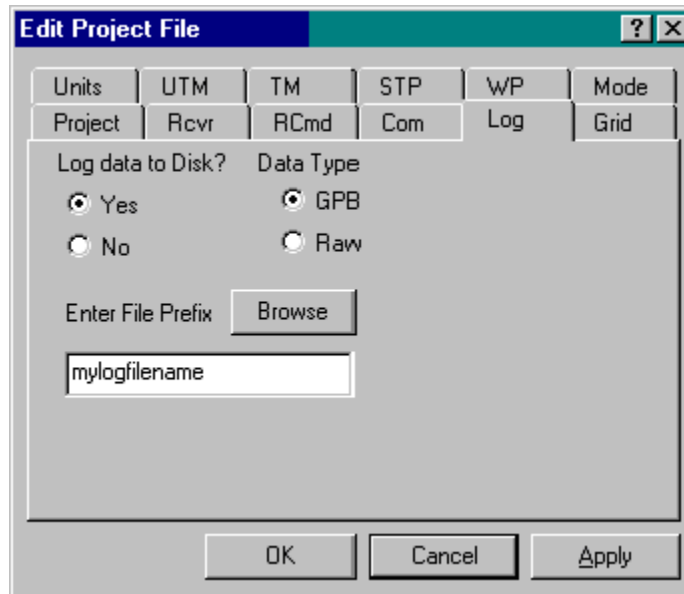 Edit Project File
Units UTM TM STP WP Mode
Project Rcvr RCmd Com Log Grid
Log data to Disk? Data Type
Yes GPB
No Raw
Enter File Prefix Browse
mylogfilename
OK Cancel Apply